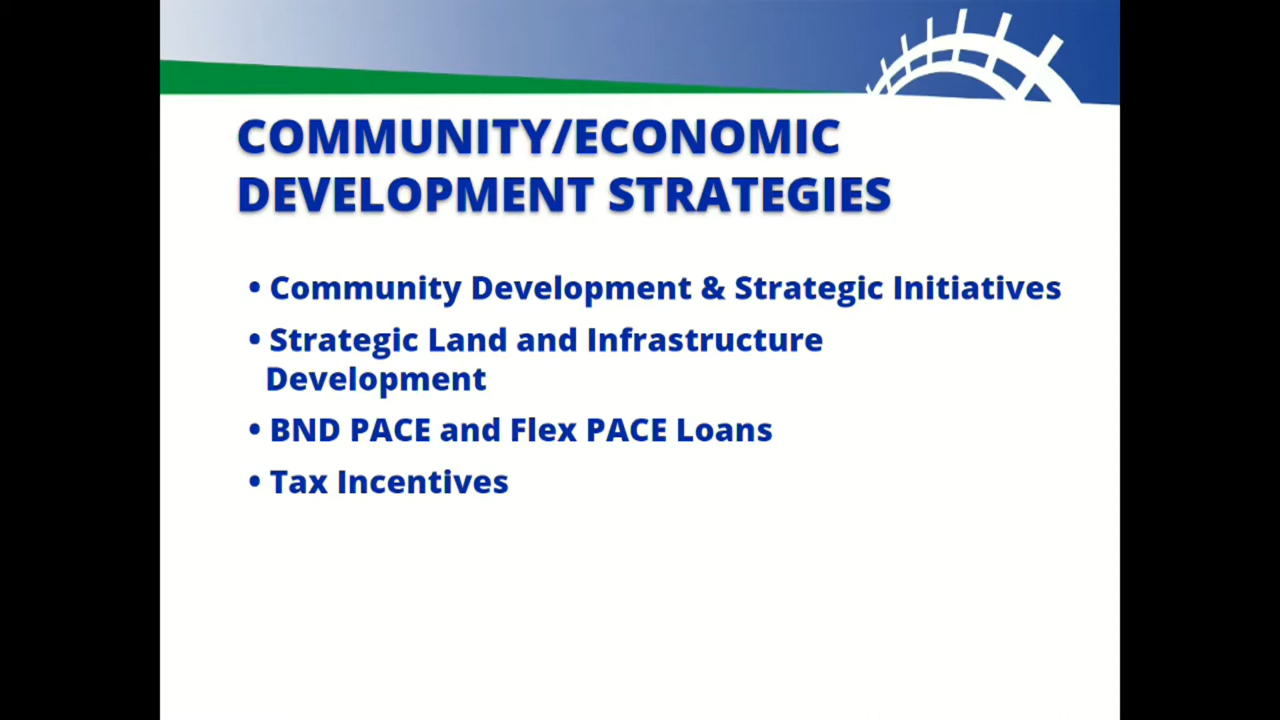 COMMUNITY/ECONOMIC
DEVELOPMENT STRATEGIES
• Community Development & Strategic Initiatives
• Strategic Land and Infrastructure
Development
• BND PACE and Flex PACE Loans
• Tax Incentives